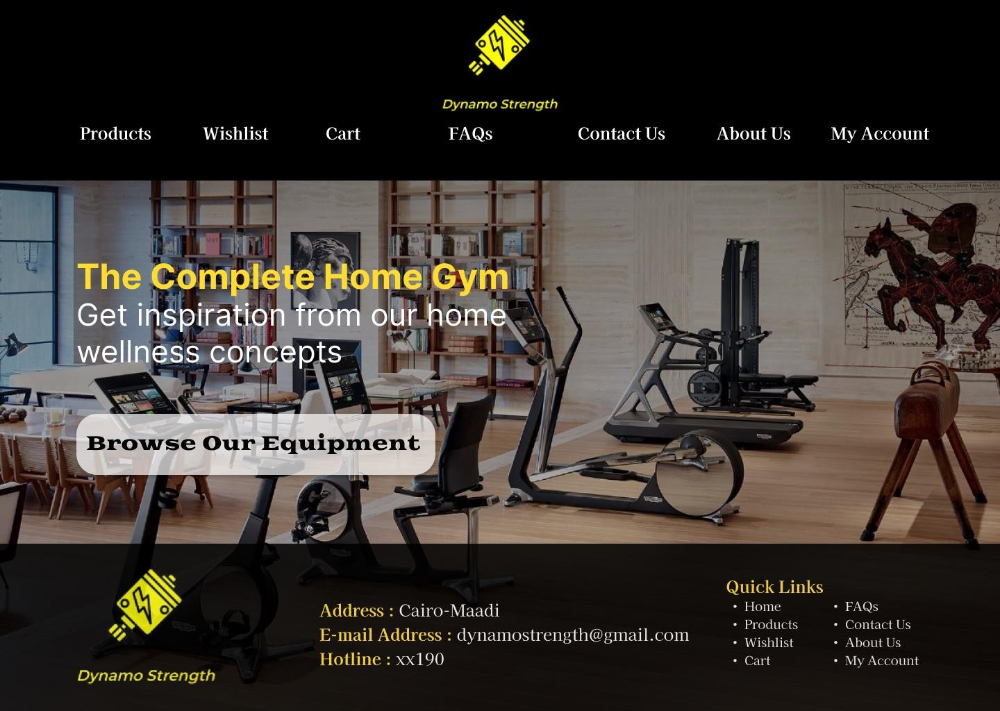 Dynamo Strength
Products Wishlist Cart FAQs Contact Us About Us My Account
The Complete Home Gym
Get inspiration from our home
wellness concepts
Browse Our Equipment
Dynamo Strength
Address : Cairo-Maadi
E-mail Address : dynamostrength@gmail.com
Hotline : xx190
Quick Links
• Home
• Products
• Wishlist
• Cart
• FAQs
• Contact Us
• About Us
• My Account